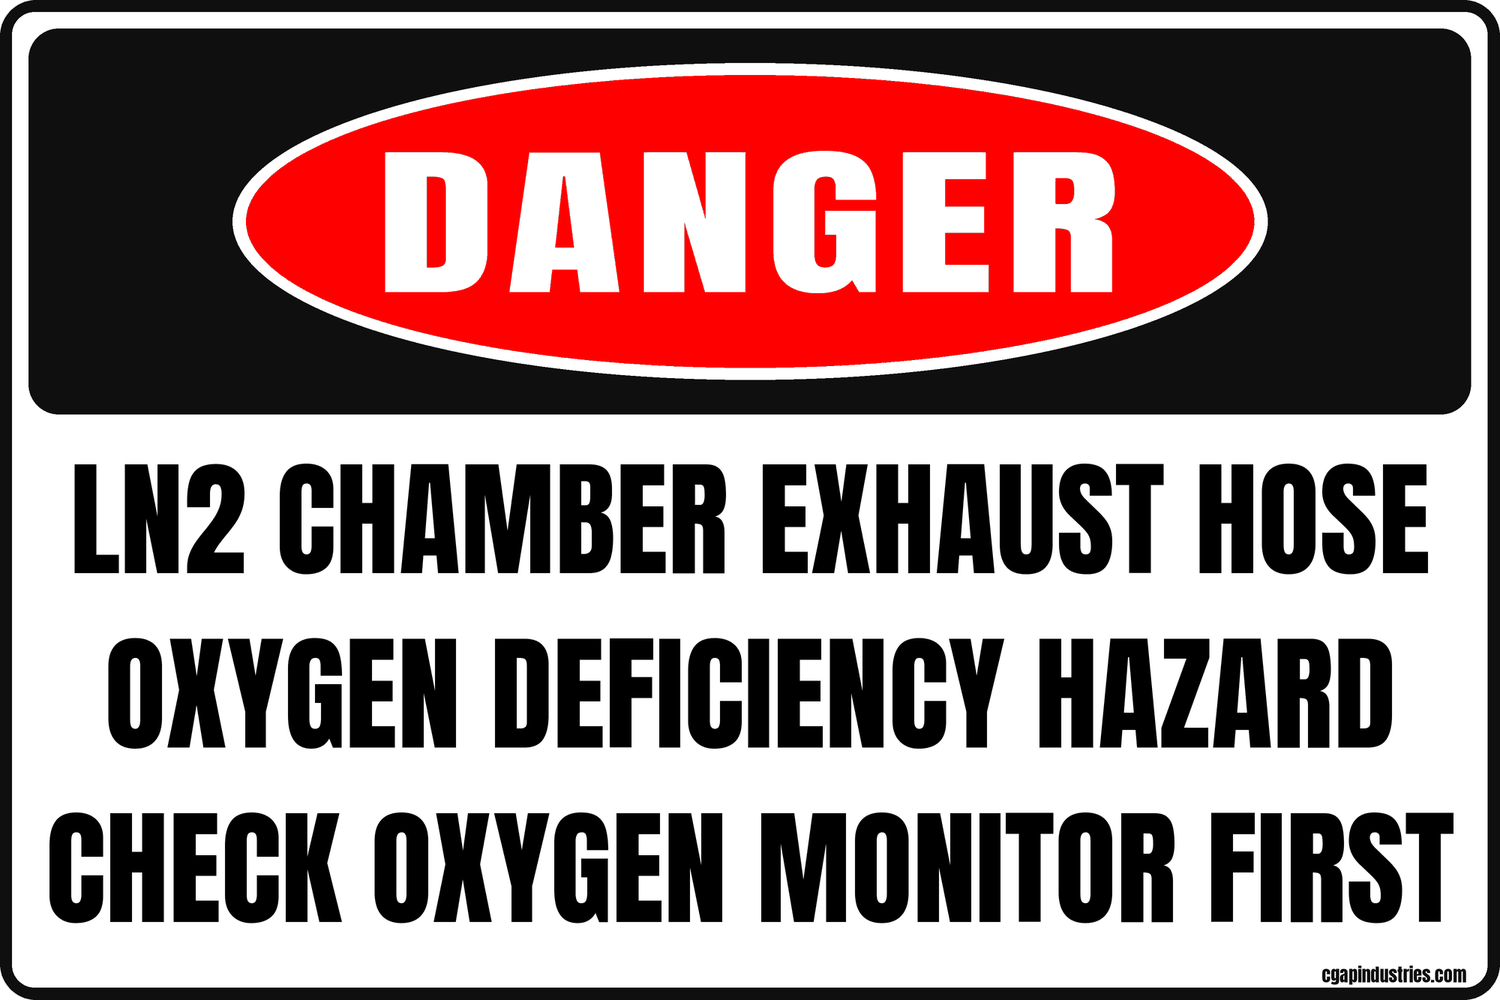 DANGER
LN2 CHAMBER EXHAUST HOSE
OXYGEN DEFICIENCY HAZARD
CHECK OXYGEN MONITOR FIRST
cgapindustries.com